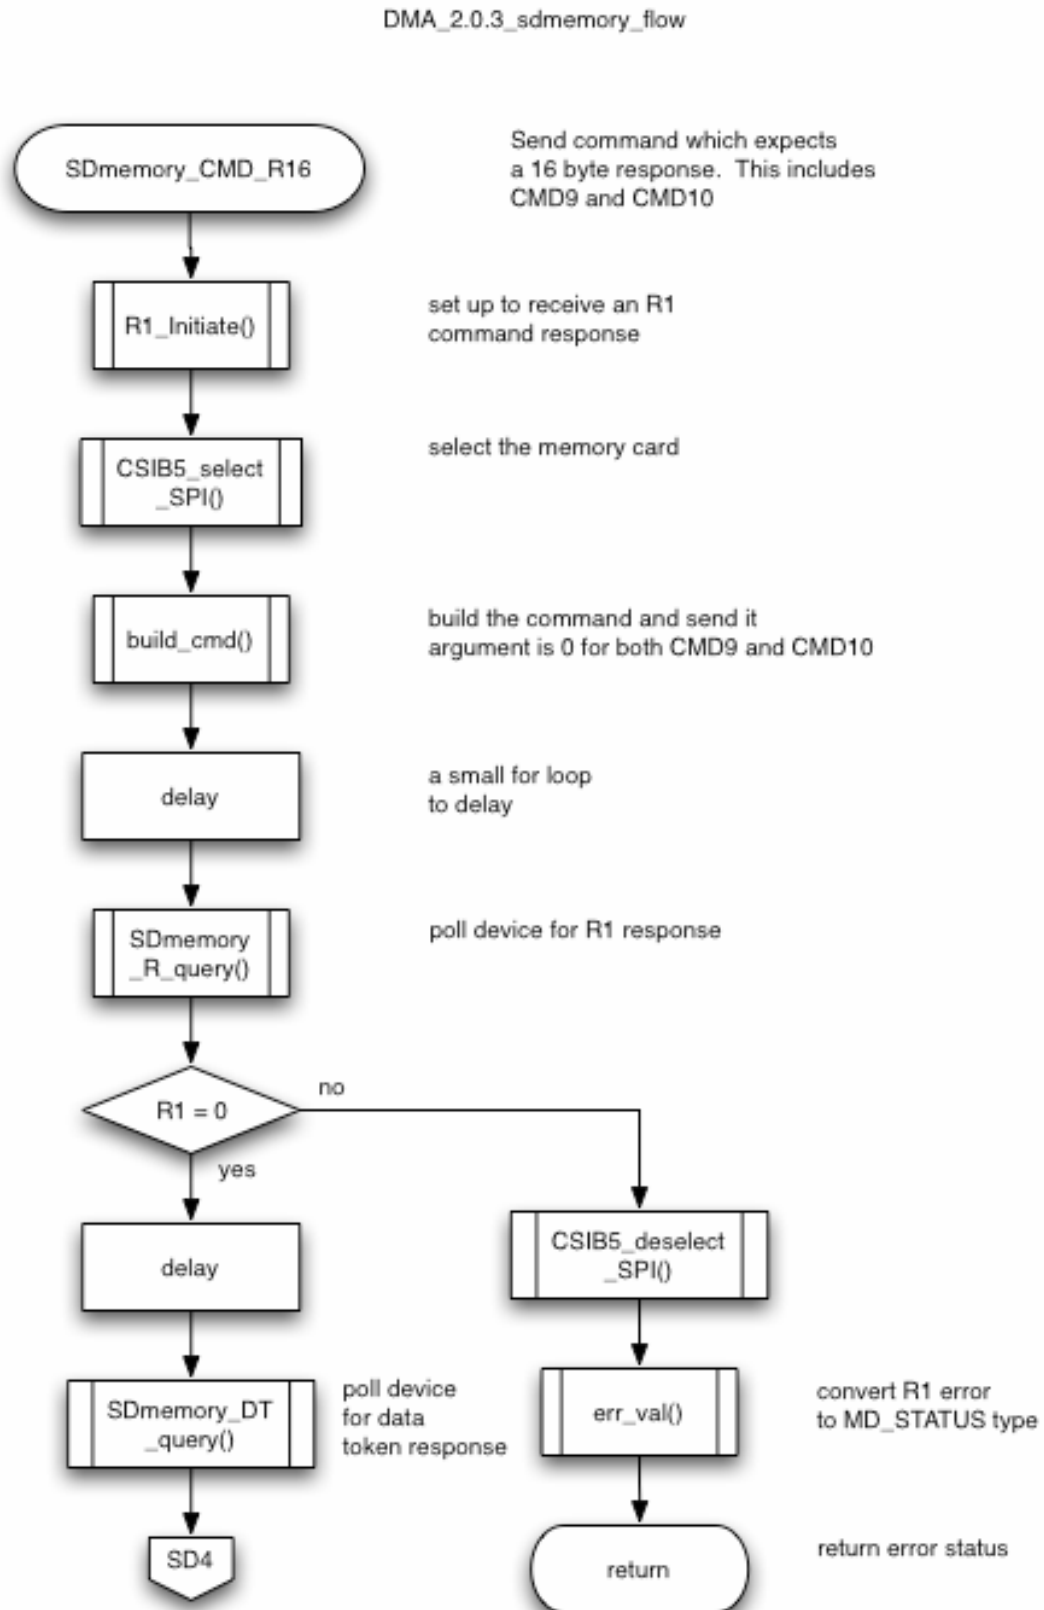 DMA_2.0.3_sdmemory_flow
SDmemory_CMD_R16
Send command which expects
a 16 byte response.  This includes
CMD9 and CMD10
R1_Initiate()
set up to receive an R1
command response
CSIB5_select
_SPI()
select the memory card
build_cmd()
build the command and send it
argument is 0 for both CMD9 and CMD10
delay
a small for loop
to delay
SDmemory
_R_query()
poll device for R1 response
R1 = 0
no
yes
delay
CSIB5_deselect
_SPI()
SDmemory_DT
_query()
poll device
for data
token response
err_val()
convert R1 error
to MD_STATUS type
SD4
return
return error status